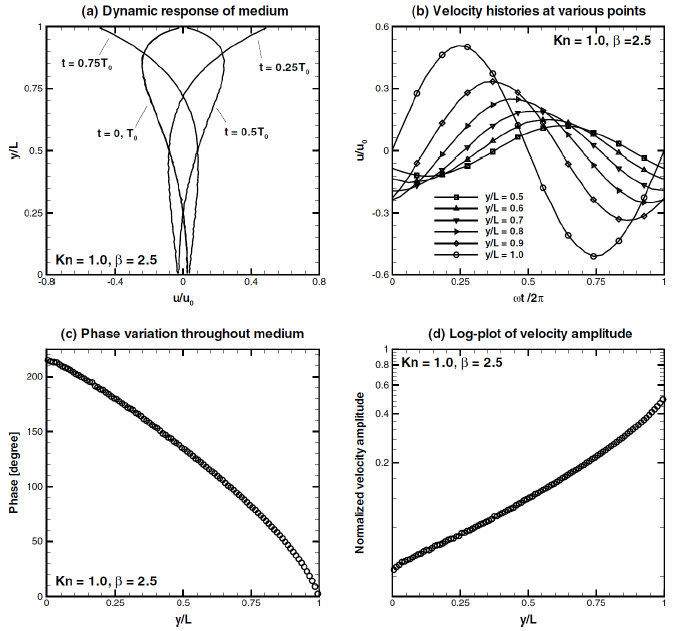 (a) Dynamic response of medium
1
0.75
0.5
0.25
0
y/L
t = 0.75T₀
t = 0.25T₀
t = 0, T₀
t = 0.5T₀
Kn = 1.0, β = 2.5
-0.8
-0.4
0
0.4
0.8
u/u₀
(b) Velocity histories at various points
0.6
0.3
0
-0.3
-0.6
u/u₀
Kn = 1.0, β =2.5
y/L = 0.5
y/L = 0.6
y/L = 0.7
y/L = 0.8
y/L = 0.9
y/L = 1.0
0
0.25
0.5
0.75
1
ωt /2π
(c) Phase variation throughout medium
200
150
100
50
0
Phase [degree]
Kn = 1.0, β = 2.5
0
0.25
0.5
0.75
1
y/L
(d) Log-plot of velocity amplitude
1
0.8
0.6
0.4
0.2
Normalized velocity amplitude
Kn = 1.0, β = 2.5
0
0.25
0.5
0.75
1
y/L